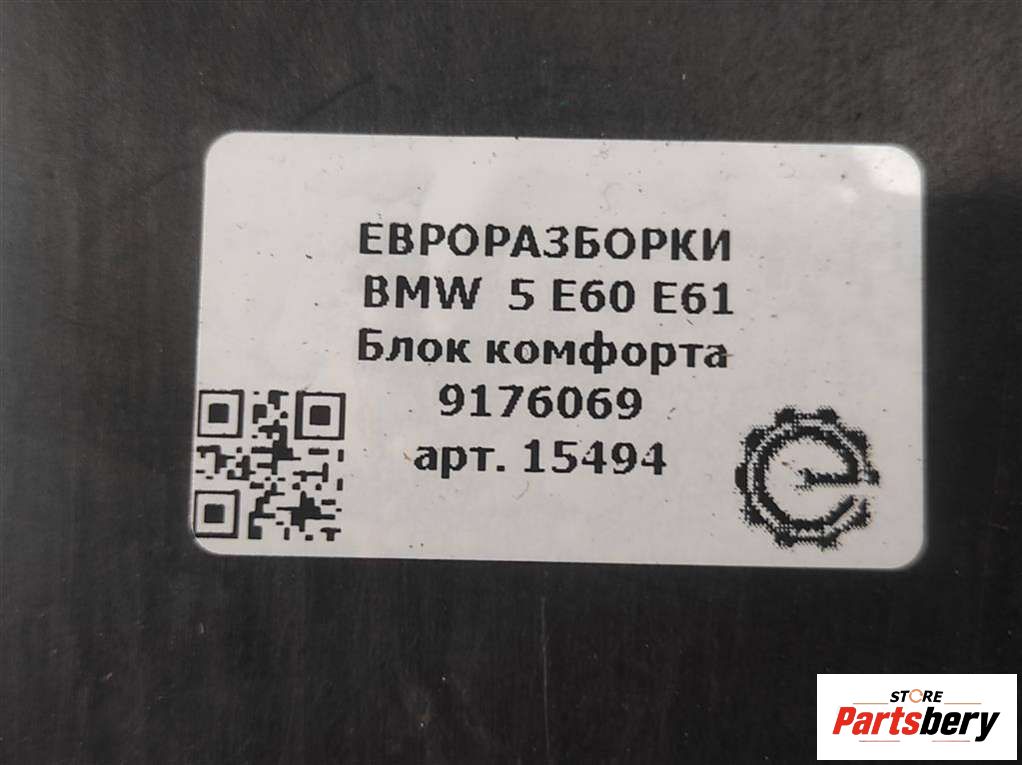 ЕВРОРАЗБОРКИ
BMW 5 E60 E61
Блок комфорта
9176069
арт. 15494
STORE
Partsbery